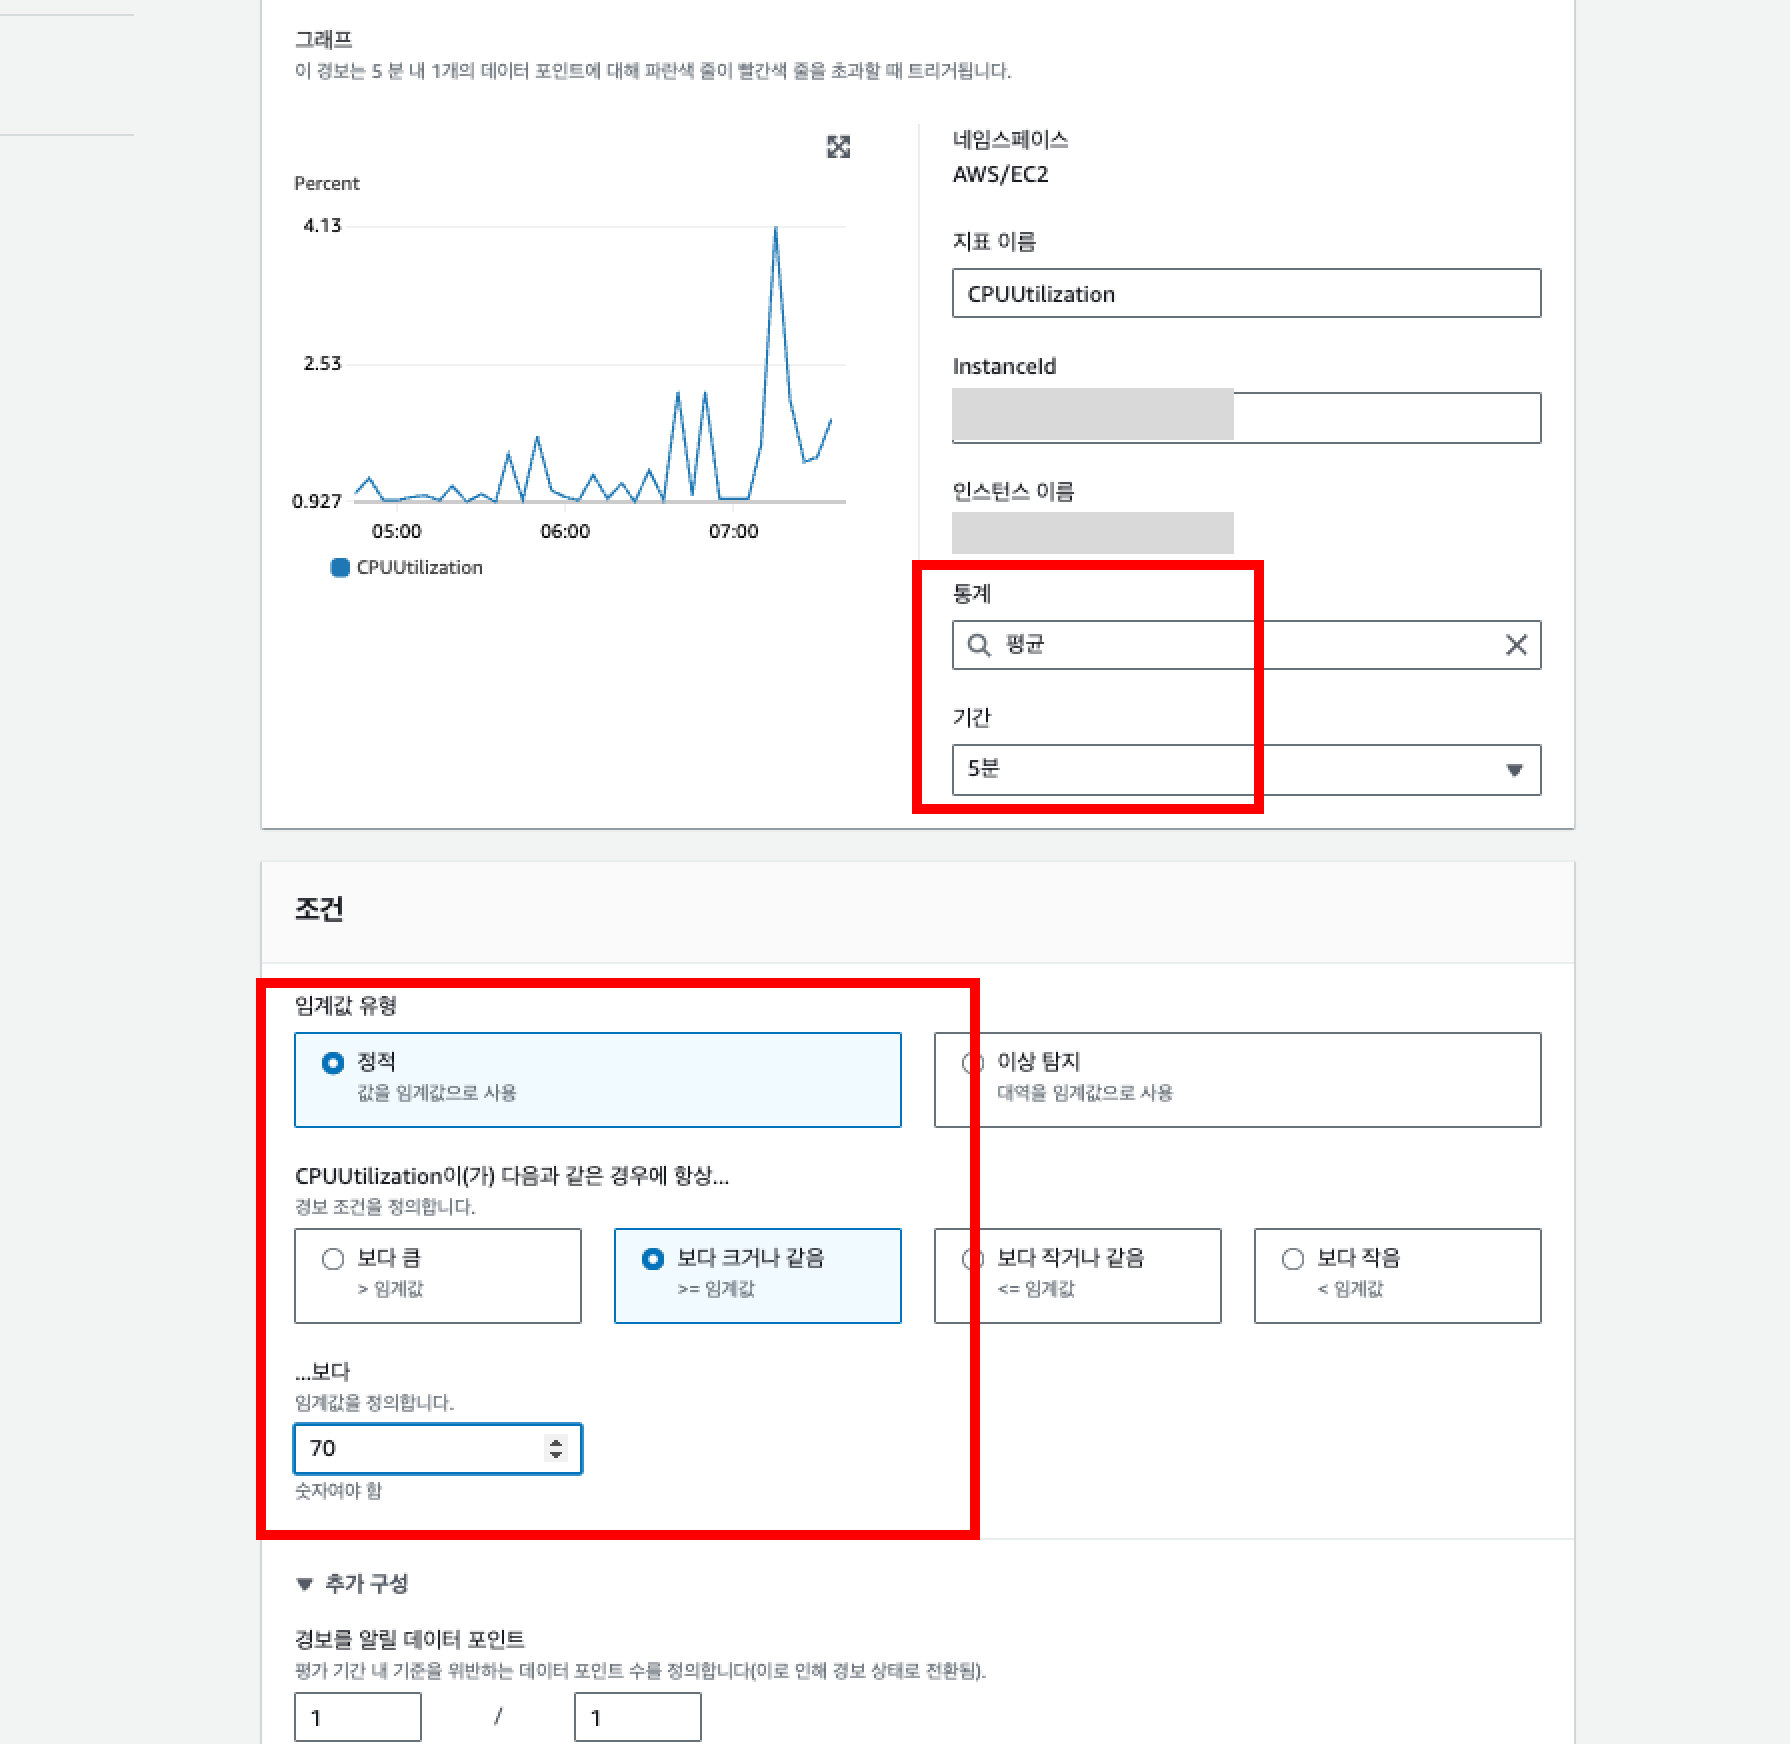 그래프
이 경보는 5 분 내 1개의 데이터 포인트에 대해 파란색 줄이 빨간색 줄을 초과할 때 트리거됩니다.
Percent
4.13
2.53
0.927
05:00 06:00 07:00
CPUUtilization
네임스페이스
AWS/EC2
지표 이름
CPUUtilization
InstanceId
인스턴스 이름
통계
평균
기간
5분
조건
임계값 유형
정적
값을 임계값으로 사용
이상 탐지
대역을 임계값으로 사용
CPUUtilization이(가) 다음과 같은 경우에 항상...
경보 조건을 정의합니다.
보다 큼
> 임계값
보다 크거나 같음
>= 임계값
보다 작거나 같음
<= 임계값
보다 작음
< 임계값
...보다
임계값을 정의합니다.
70
숫자여야 함
추가 구성
경보를 알릴 데이터 포인트
평가 기간 내 기준을 위반하는 데이터 포인트 수를 정의합니다(이로 인해 경보 상태로 전환됨).
1 / 1